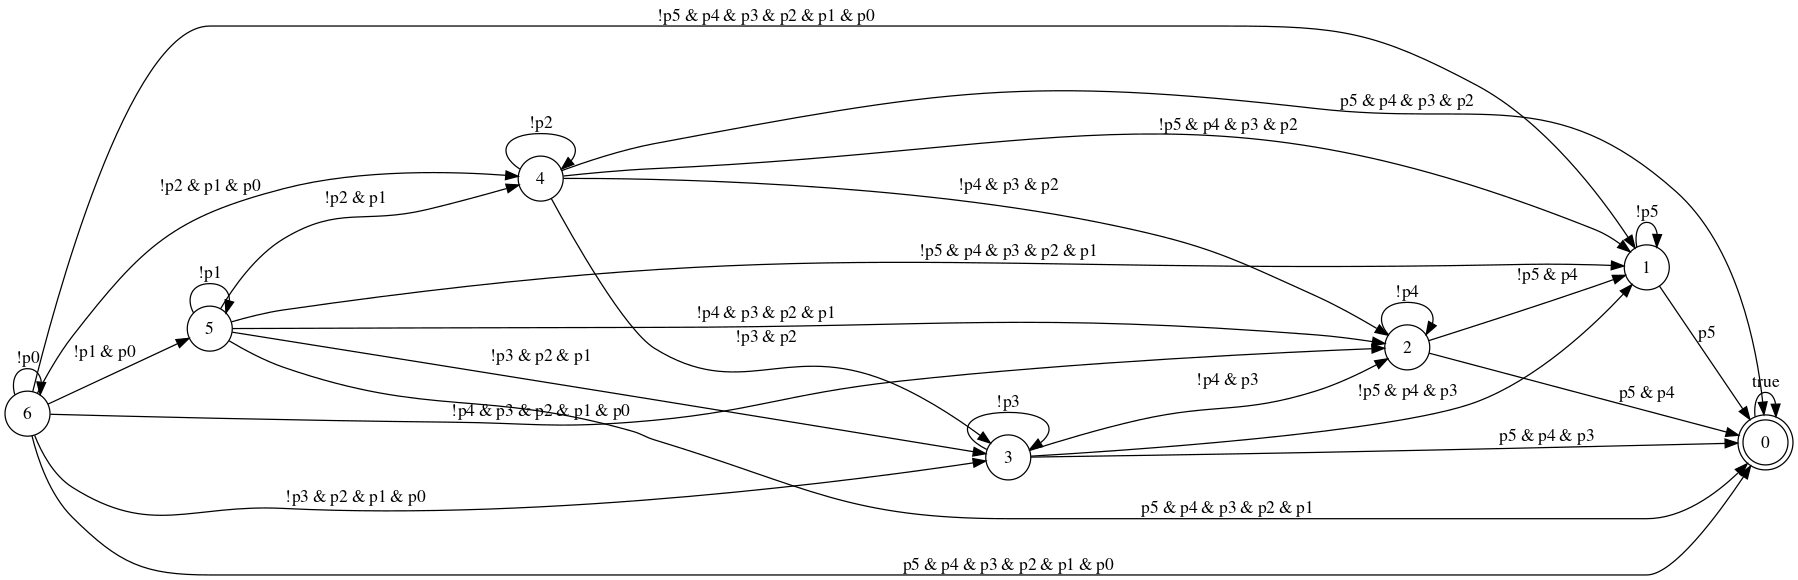 !p5 & p4 & p3 & p2 & p1 & p0
p5 & p4 & p3 & p2
!p2
!p5 & p4 & p3 & p2
4
!p2 & p1 & p0
!p4 & p3 & p2
!p2 & p1
!p5
!p5 & p4 & p3 & p2 & p1
1
!p1
!p5 & p4
!p4
!p4 & p3 & p2 & p1
5
!p3 & p2
p5
2
!p1 & p0
!p3 & p2 & p1
!p0
!p4 & p3
true
!p5 & p4 & p3
p5 & p4
!p3
!p4 & p3 & p2 & p1 & p0
6
p5 & p4 & p3
0
3
!p3 & p2 & p1 & p0
p5 & p4 & p3 & p2 & p1
p5 & p4 & p3 & p2 & p1 & p0